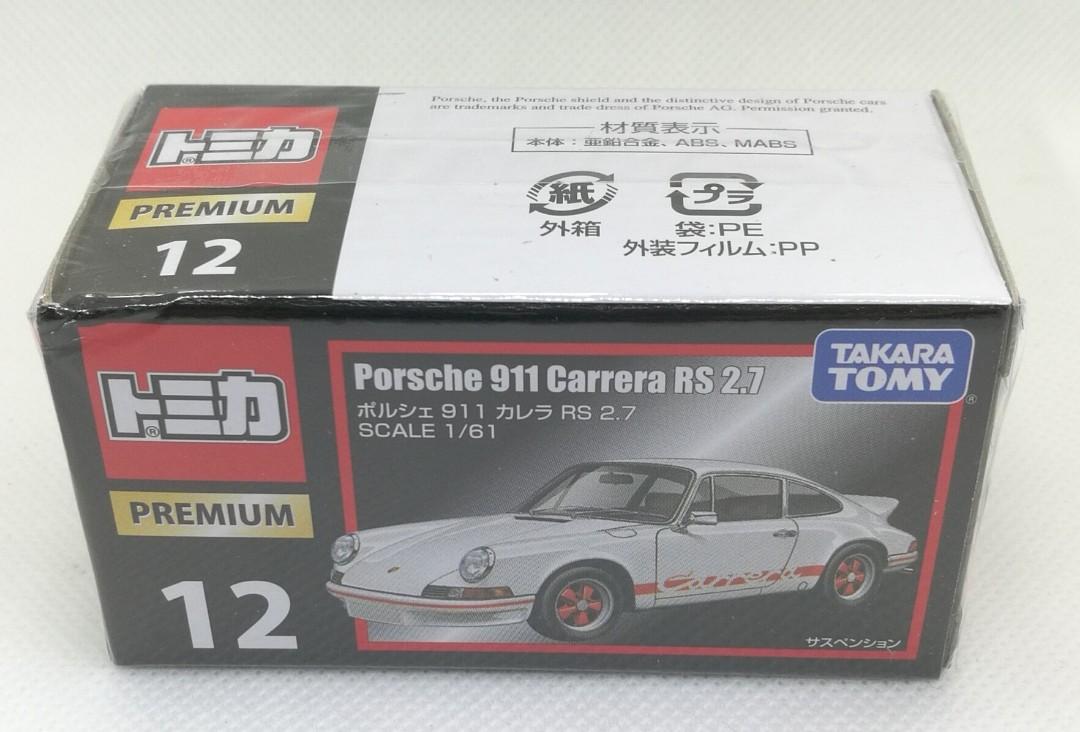 トミカ®
PREMIUM
12
Porsche, the Porsche shield and the distinctive design of Porsche cars
are trademarks and trade dress of Porsche AG. Permission granted.
材質表示
本体：亜鉛合金、ABS、MABS
紙
プラ
外箱
袋:PE
外装フィルム:PP
トミカ®
PREMIUM
12
Porsche 911 Carrera RS 2.7
ポルシェ 911 カレラ RS 2.7
SCALE 1/61
TAKARA
TOMY®
Carrera
サスペンション